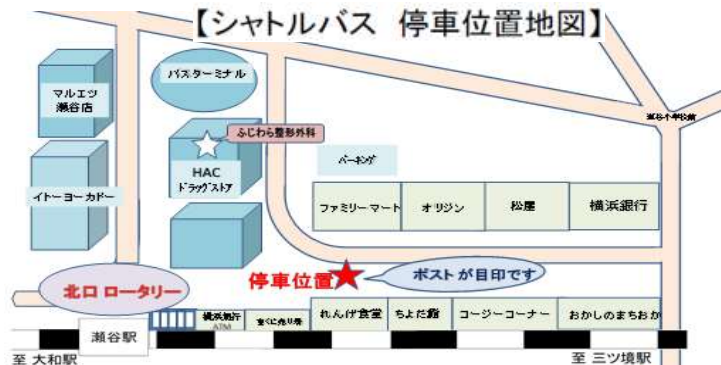 【シャトルバス 停車位置地図】
マルエツ
瀬谷店
バスターミナル
ふじわら整形外科
HAC
ドラッグストア
イトーヨーカドー
パーキング
ファミリーマート
オリジン
松屋
横浜銀行
北口 ロータリー
停車位置
ポストが目印です
横浜銀行
ATM
れんげ食堂
ちよだ鮨
コージーコーナー
おかしのまちおか
瀬谷駅
至 大和駅
至 三ツ境駅